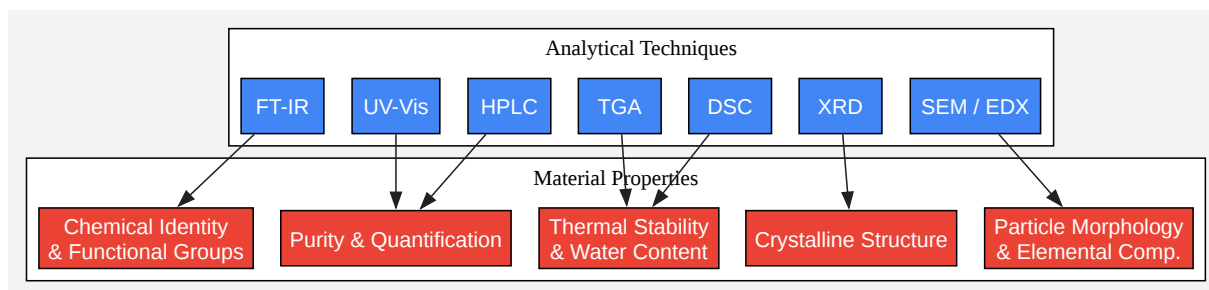 Analytical Techniques
FT-IR
UV-Vis
HPLC
TGA
DSC
XRD
SEM / EDX
Material Properties
Chemical Identity
& Functional Groups
Purity & Quantification
Thermal Stability
& Water Content
Crystalline Structure
Particle Morphology
& Elemental Comp.